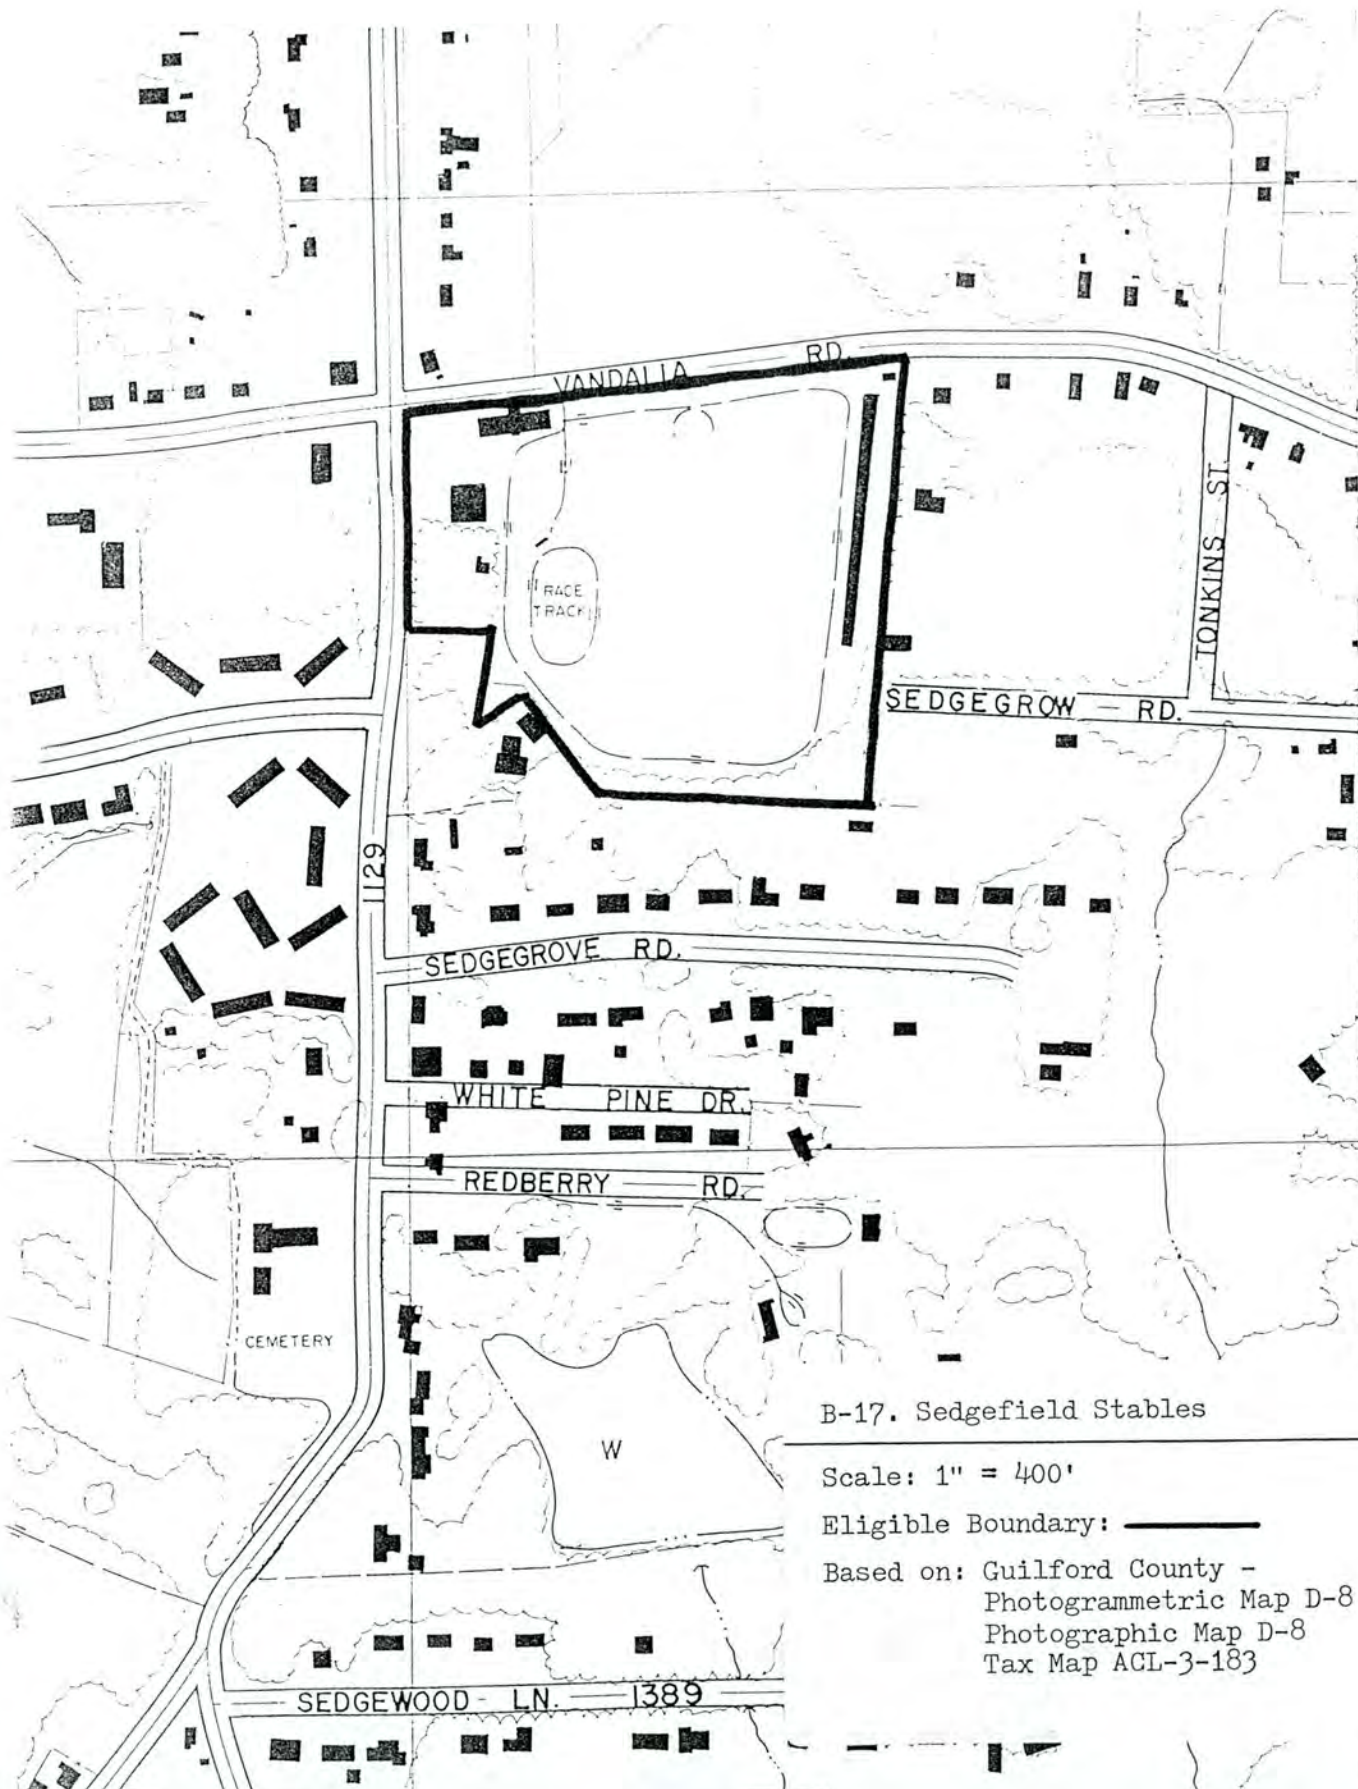 VANDALIA RD.
RACE
TRACK
IONKINS ST.
SEDGEGROW RD.
1129
SEDGEGROVE RD.
WHITE PINE DR.
REDBERRY RD.
CEMETERY
W
B-17. Sedgefield Stables
Scale: 1" = 400'
Eligible Boundary:
Based on: Guilford County -
Photogrammetric Map D-8
Photographic Map D-8
Tax Map ACL-3-183
SEDGEWOOD LN. 1389